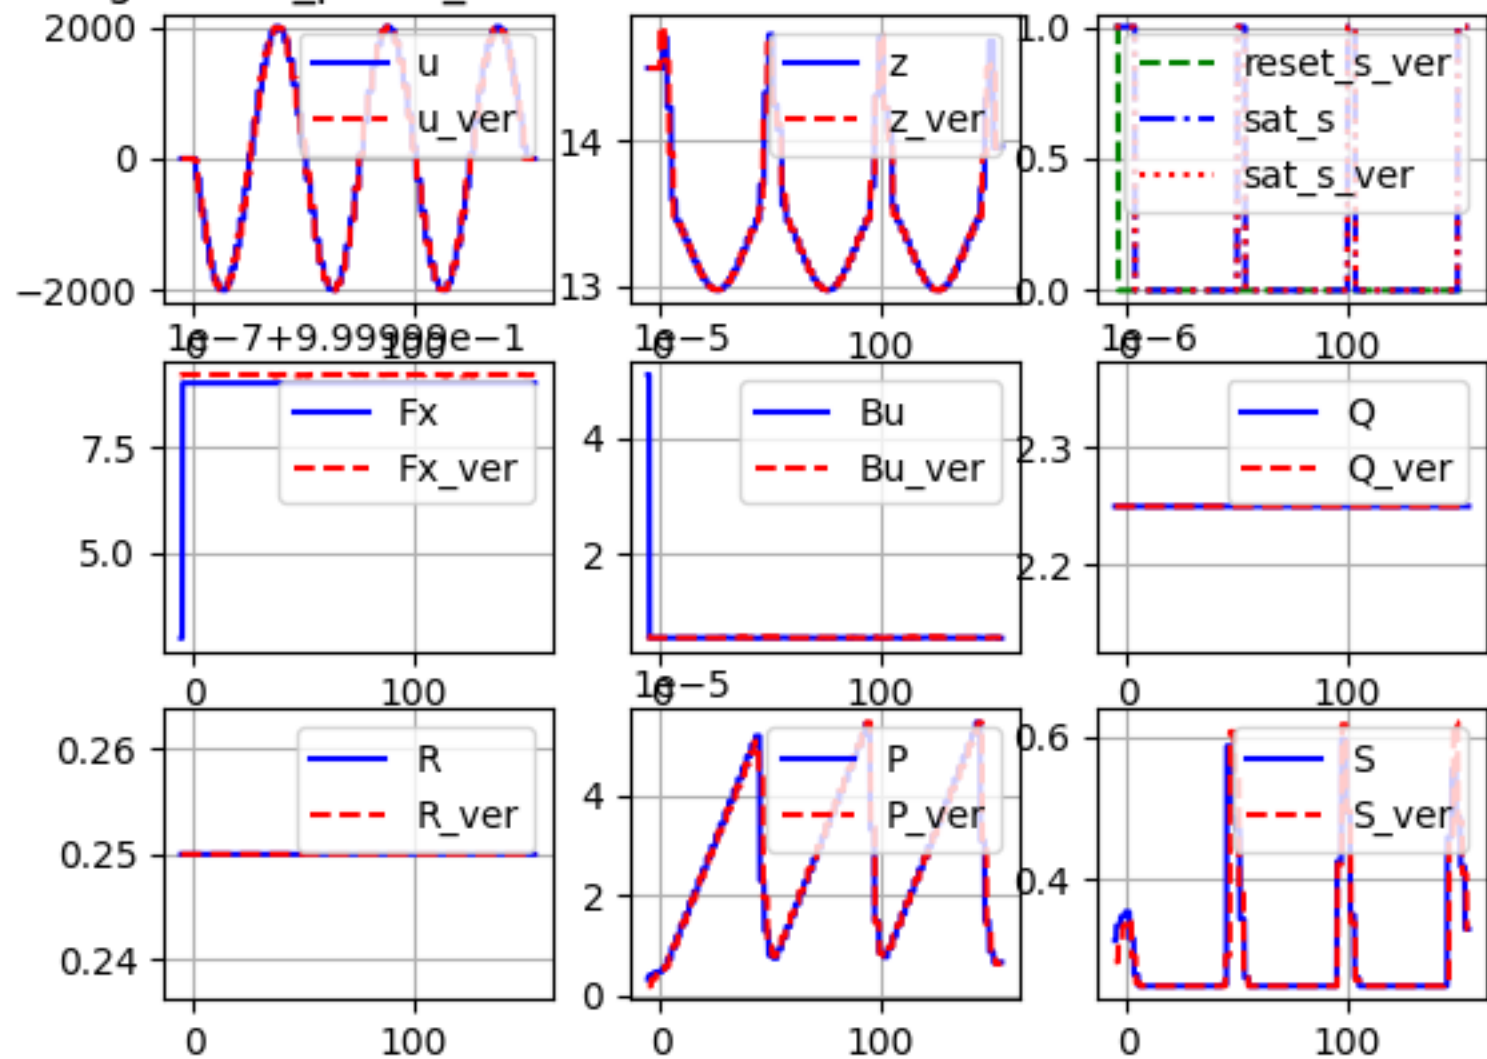 2000
0
−2000
u
u_ver
14
13
z
z_ver
1.0
0.5
0.0
reset_s_ver
sat_s
sat_s_ver
0
100
0
100
0
100
1e−7+9.99999e−1
7.5
5.0
Fx
Fx_ver
1e−5
4
2
Bu
Bu_ver
1e−6
2.3
2.2
Q
Q_ver
0
100
0
100
0
100
0.26
0.25
0.24
R
R_ver
1e−5
4
2
0
P
P_ver
0.6
0.4
S
S_ver
0
100
0
100
0
100